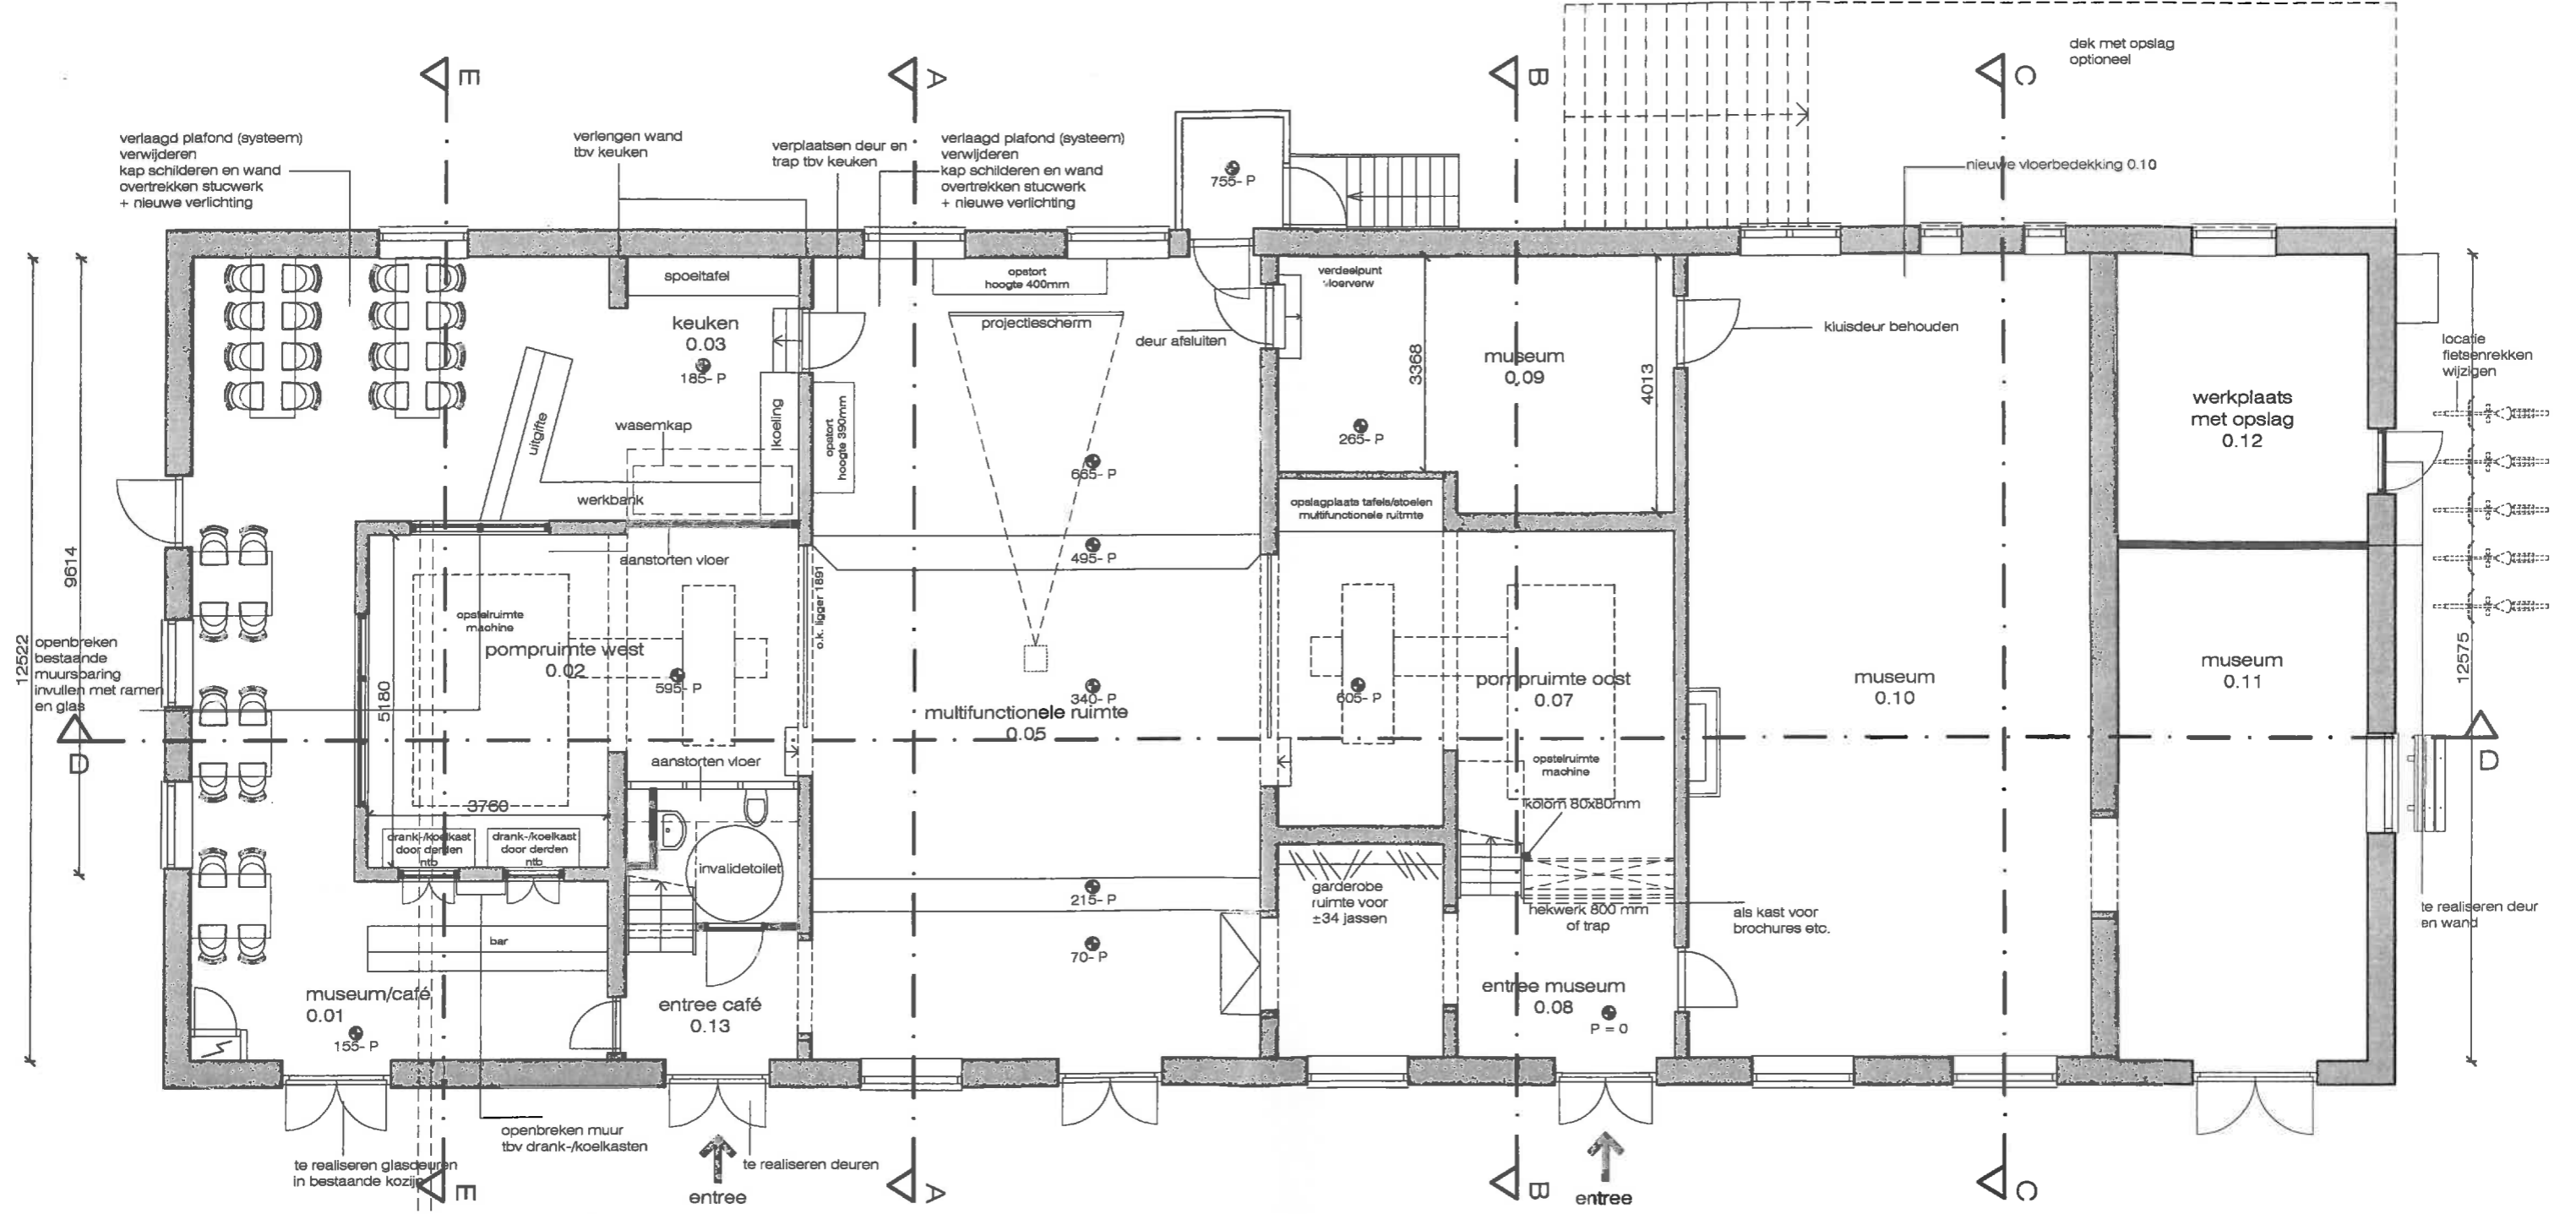 dek met opslag
optioneel
E
A
B
C
verlaagd plafond (systeem)
verwijderen
kap schilderen en wand
overtrekken stucwerk
+ nieuwe verlichting
verlengen wand
tbv keuken
verplaatsen deur en
trap tbv keuken
verlaagd plafond (systeem)
verwijderen
kap schilderen en wand
overtrekken stucwerk
+ nieuwe verlichting
755- P
nieuwe vloerbedekking 0.10
spoeltafel
opstort
hoogte 400mm
verdeelpunt
vloerverw
keuken
0.03
185- P
projectiescherm
deur afsluiten
kluisdeur behouden
museum
0.09
3368
4013
locatie
fietsenrekken
wijzigen
werkplaats
met opslag
0.12
uitgifte
wasemkap
koeling
opstort
hoogte 390mm
265- P
665- P
werkbank
opslagplaats tafels/stoelen
multifunctionele ruitmte
495- P
aanstorten vloer
o.k. ligger 1891
9614
12522
openbreken
bestaande
muursparing
invullen met ramen
en glas
opstelruimte
machine
pompruimte west
0.02
595- P
5180
340- P
multifunctionele ruimte
0.05
605- P
pompruimte oost
0.07
museum
0.10
museum
0.11
12575
D
D
aanstorten vloer
opstelruimte
machine
3760
kolom 80x80mm
drank-/koelkast
door derden
ntb
drank-/koelkast
door derden
ntb
invalidetoilet
215- P
garderobe
ruimte voor
±34 jassen
hekwerk 800 mm
of trap
als kast voor
brochures etc.
te realiseren deur
en wand
bar
70- P
museum/café
0.01
155- P
entree café
0.13
entree museum
0.08
P = 0
openbreken muur
tbv drank-/koelkasten
te realiseren glasdeuren
in bestaande kozijn
te realiseren deuren
E
entree
A
B
entree
C